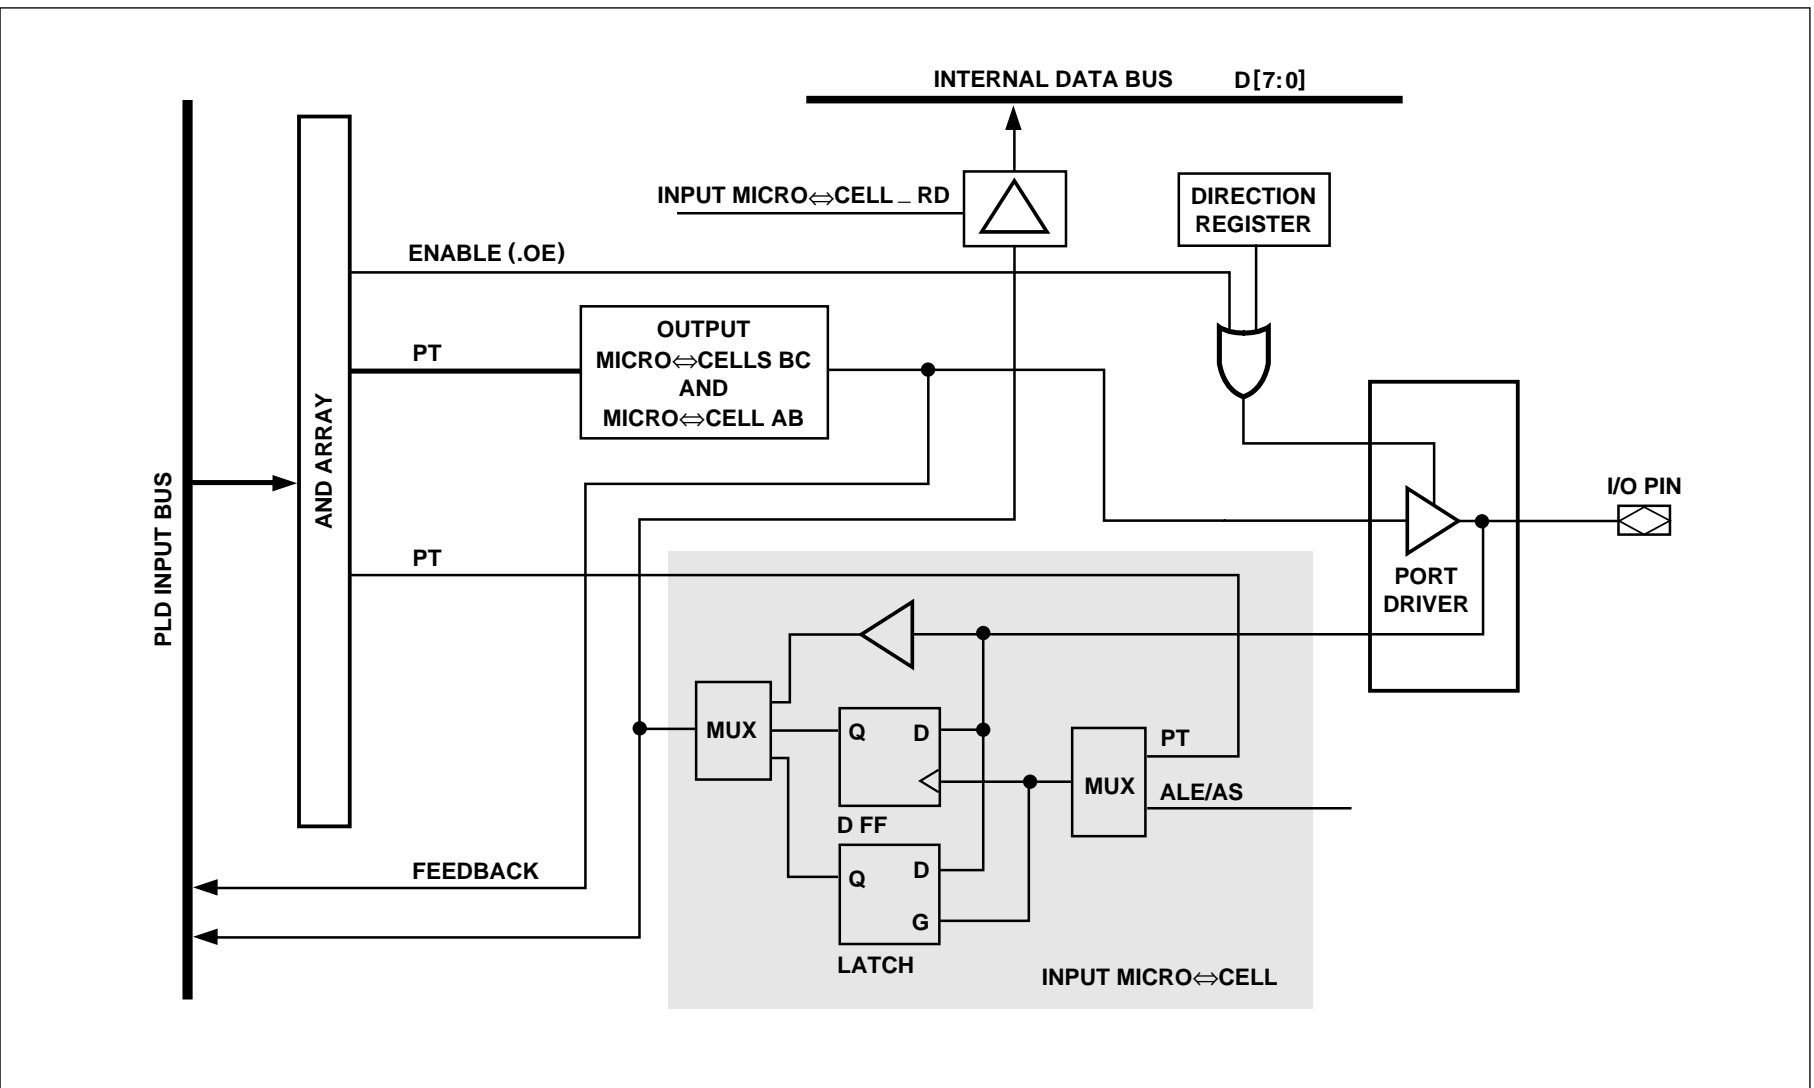 INTERNAL DATA BUS D[7:0]
INPUT MICRO⇔CELL_RD
DIRECTION
REGISTER
ENABLE (.OE)
PT
OUTPUT
MICRO⇔CELLS BC
AND
MICRO⇔CELL AB
AND ARRAY
PLD INPUT BUS
I/O PIN
PT
PORT
DRIVER
MUX
Q D
D FF
MUX
PT
ALE/AS
Q D
G
LATCH
FEEDBACK
INPUT MICRO⇔CELL